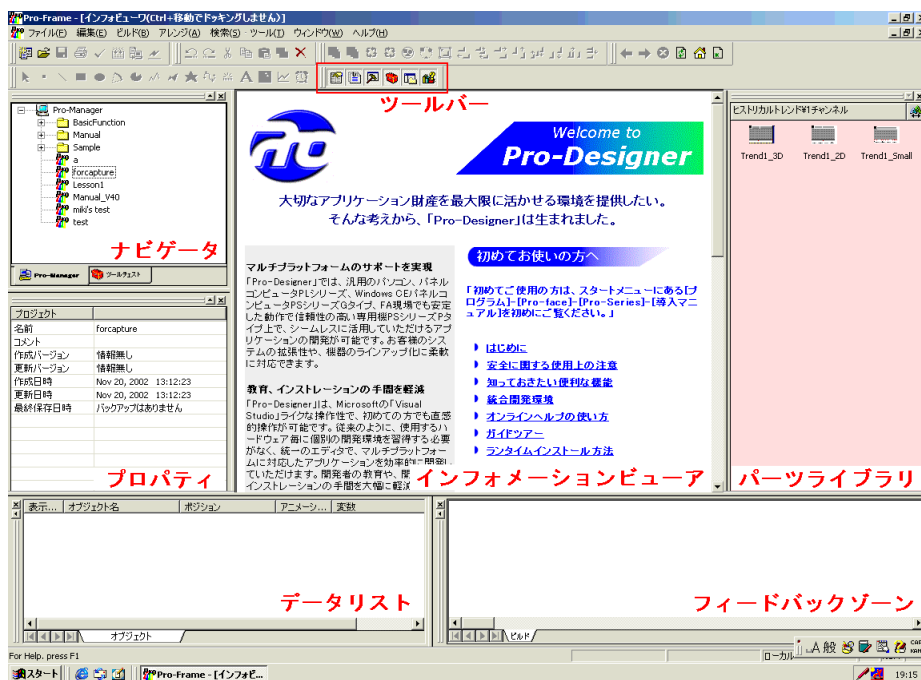 Pro-Frame - [インフォビューワ(Ctrl+移動でドッキングしません)]
ファイル(F) 編集(E) ビルド(B) アレンジ(A) 検索(S) ツール(T) ウィンドウ(W) ヘルプ(H)
ツールバー
Pro-Manager
BasicFunction
Manual
Sample
a
forcapture
Lesson1
Manual_V40
miki's test
test
ナビゲータ
Pro-Manager
ツールチェスト
プロジェクト
名前 forcapture
コメント
作成バージョン 情報無し
更新バージョン 情報無し
作成日時 Nov 20, 2002 13:12:23
更新日時 Nov 20, 2002 13:12:23
最終保存日時 バックアップはありません
プロパティ
Welcome to
Pro-Designer
大切なアプリケーション財産を最大限に活かせる環境を提供したい。
そんな考えから、「Pro-Designer」は生まれました。
マルチプラットフォームのサポートを実現
「Pro-Designer」では、汎用のパソコン、パネル
コンピュータPLシリーズ、Windows CEパネルコ
ンピュータPSシリーズGタイプ、FA現場でも安定
した動作で信頼性の高い専用機PSシリーズPタ
イプ上で、シームレスに活用していただけるアプ
リケーションの開発が可能です。お客様のシス
テムの拡張性や、機器のラインアップ化に柔軟
に対応できます。
教育、インストレーションの手間を軽減
「Pro-Designer」は、Microsoftの「Visual
Studio」ライクな操作性で、初めての方でも直感
的操作が可能です。従来のように、使用するハ
ードウェア毎に個別の開発環境を習得する必要
がなく、統一のエディタで、マルチプラットフォー
ムに対応したアプリケーションを効率的に開発し
ていただけます。開発者の教育や、開
インストレーションの手間を大幅に軽減
初めてお使いの方へ
「初めてご使用の方は、スタートメニューにある[プ
ログラム]-[Pro-face]-[Pro-Series]-[導入マニ
ュアル]を初めにご覧ください。」
はじめに
安全に関する使用上の注意
知っておきたい便利な機能
統合開発環境
オンラインヘルプの使い方
ガイドツアー
ランタイムインストール方法
インフォメーションビューア
ヒストリカルトレンド¥1チャンネル
Trend1_3D Trend1_2D Trend1_Small
パーツライブラリ
表示... オブジェクト名 ポジション アニメーシ... 変数
データリスト
オブジェクト
フィードバックゾーン
ビルド
For Help, press F1
ローカル
A 般
CAPS
KANA
スタート
Pro-Frame - [インフォビ...
19:15